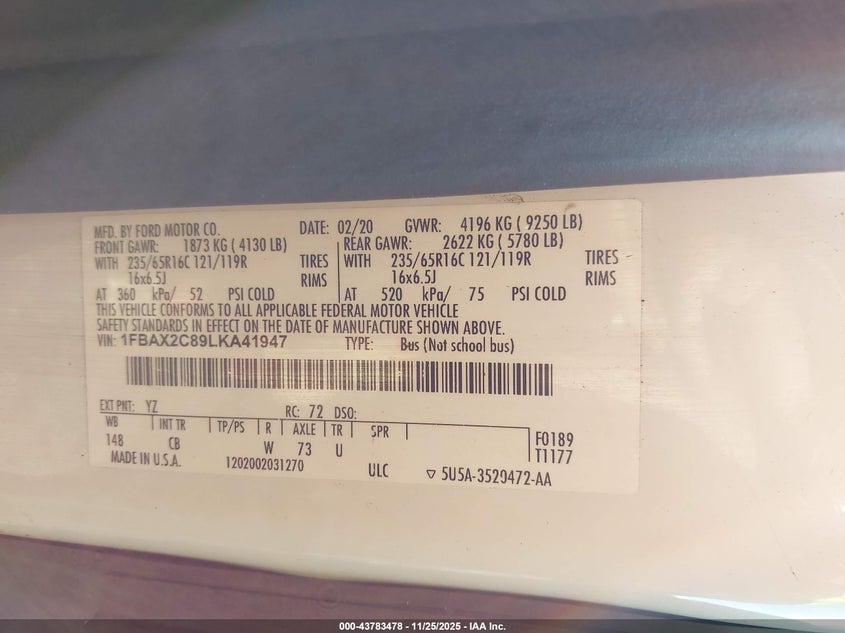 MFD. BY FORD MOTOR CO. DATE: 02/20 GVWR: 4196 KG ( 9250 LB)
FRONT GAWR: 1873 KG ( 4130 LB) REAR GAWR: 2622 KG ( 5780 LB)
WITH 235/65R16C 121/119R TIRES WITH 235/65R16C 121/119R TIRES
16x6.5J RIMS 16x6.5J RIMS
AT 360 kPa/ 52 PSI COLD AT 520 kPa/ 75 PSI COLD
THIS VEHICLE CONFORMS TO ALL APPLICABLE FEDERAL MOTOR VEHICLE
SAFETY STANDARDS IN EFFECT ON THE DATE OF MANUFACTURE SHOWN ABOVE.
VIN: 1FBAX2C89LKA41947 TYPE: Bus (Not school bus)
EXT PNT: YZ RC: 72 DSO:
WB INT TR TP/PS R AXLE TR SPR
148 CB W 73 U F0189
T1177
MADE IN U.S.A. 1202002031270 ULC ▽ 5U5A-3529472-AA
000-43783478 - 11/25/2025 - IAA Inc.